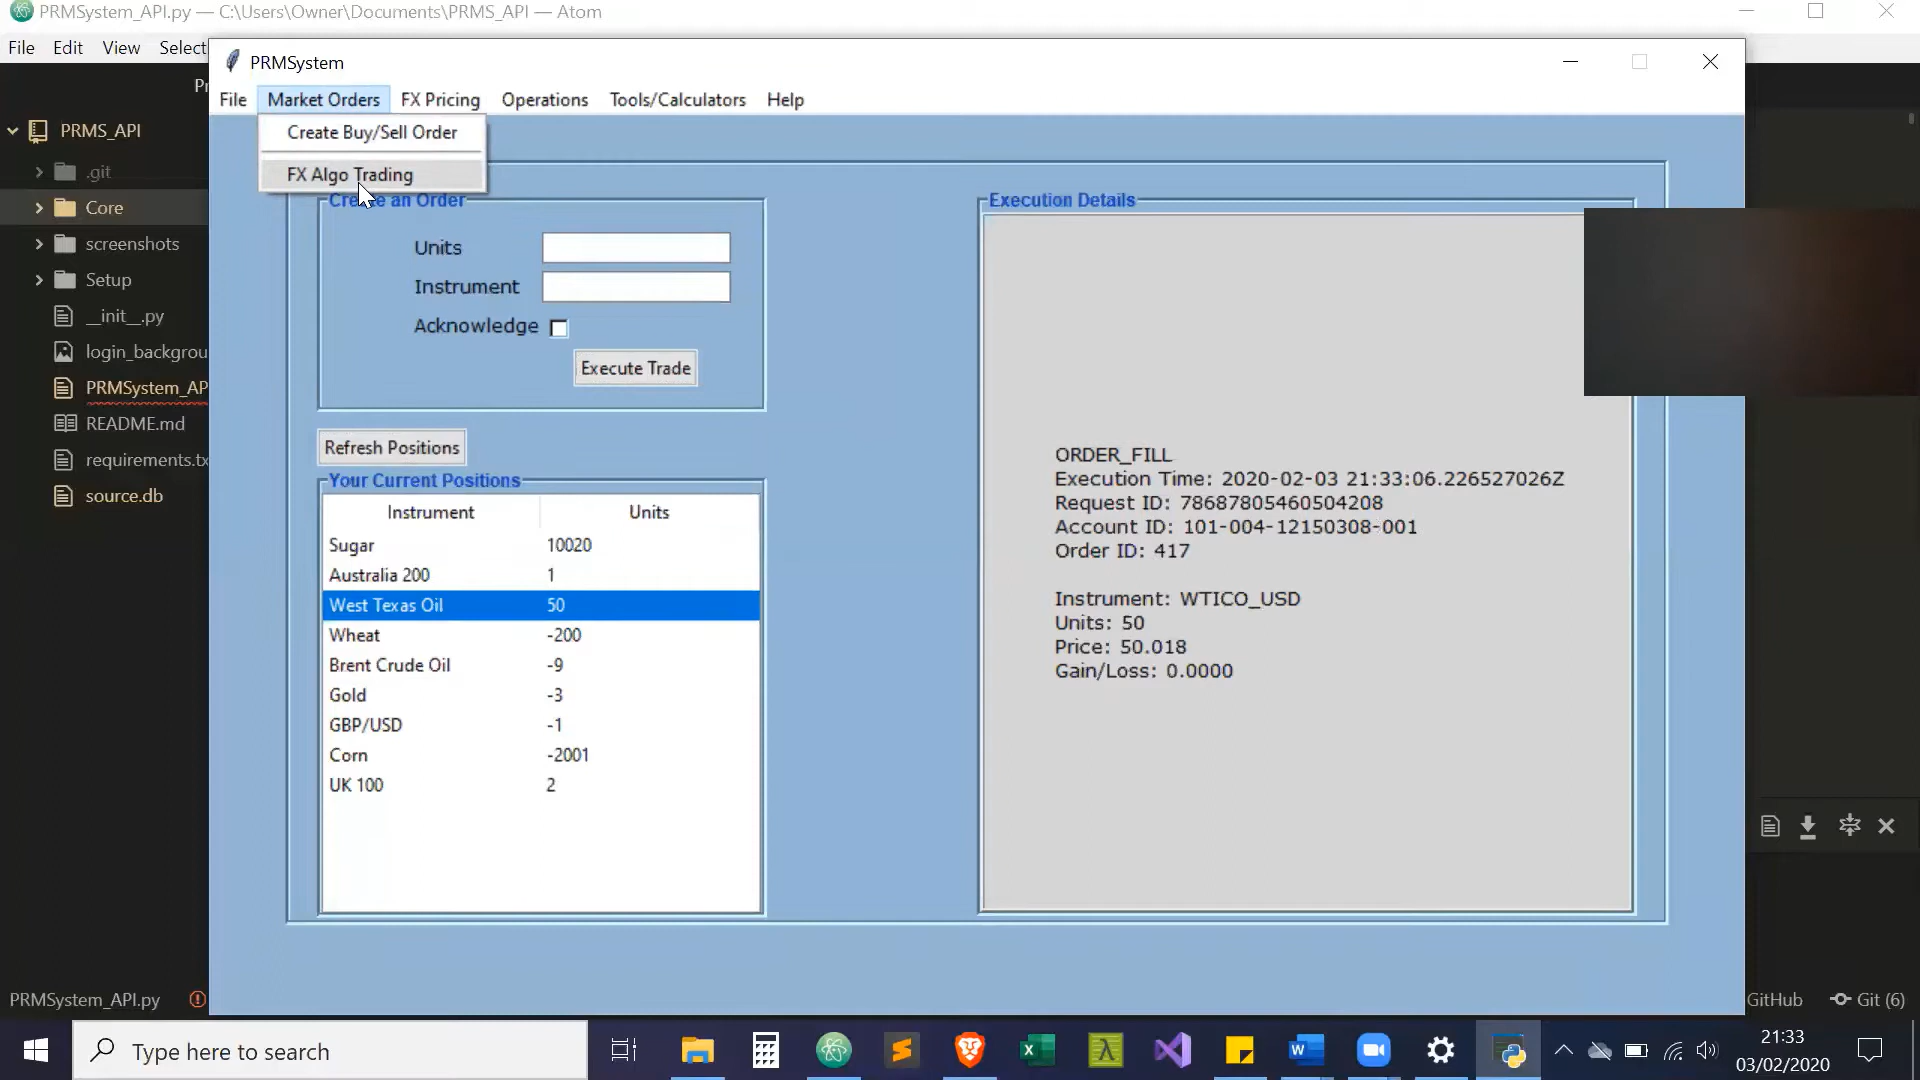 PRMSystem_API.py — C:\Users\Owner\Documents\PRMS_API — Atom
File Edit View Select
PRMSystem
File Market Orders FX Pricing Operations Tools/Calculators Help
Create Buy/Sell Order
FX Algo Trading
PRMS_API
.git
Core
screenshots
Setup
__init__.py
login_backgrou
PRMSystem_AP
README.md
requirements.tx
source.db
Create an Order
Units
Instrument
Acknowledge
Execute Trade
Refresh Positions
Your Current Positions
Instrument Units
Sugar 10020
Australia 200 1
West Texas Oil 50
Wheat -200
Brent Crude Oil -9
Gold -3
GBP/USD -1
Corn -2001
UK 100 2
Execution Details
ORDER_FILL
Execution Time: 2020-02-03 21:33:06.226527026Z
Request ID: 78687805460504208
Account ID: 101-004-12150308-001
Order ID: 417
Instrument: WTICO_USD
Units: 50
Price: 50.018
Gain/Loss: 0.0000
PRMSystem_API.py
GitHub Git (6)
Type here to search
21:33
03/02/2020